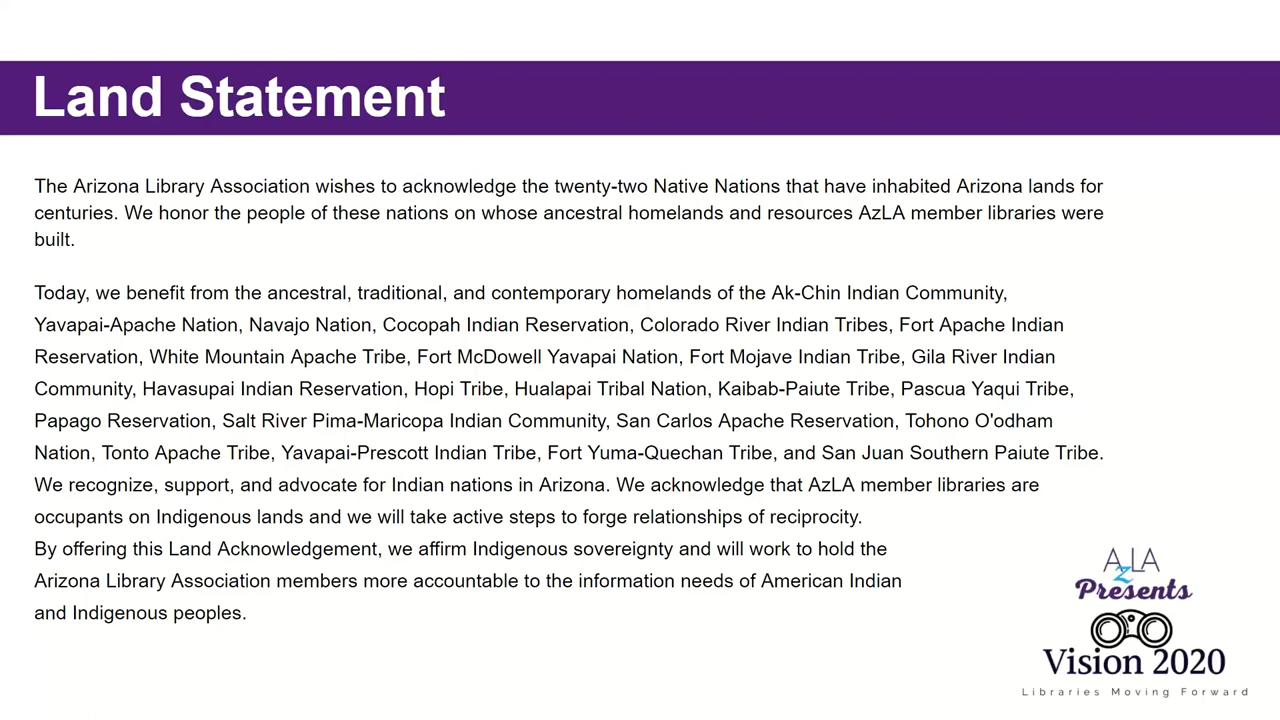 Land Statement
The Arizona Library Association wishes to acknowledge the twenty-two Native Nations that have inhabited Arizona lands for
centuries. We honor the people of these nations on whose ancestral homelands and resources AzLA member libraries were
built.
Today, we benefit from the ancestral, traditional, and contemporary homelands of the Ak-Chin Indian Community,
Yavapai-Apache Nation, Navajo Nation, Cocopah Indian Reservation, Colorado River Indian Tribes, Fort Apache Indian
Reservation, White Mountain Apache Tribe, Fort McDowell Yavapai Nation, Fort Mojave Indian Tribe, Gila River Indian
Community, Havasupai Indian Reservation, Hopi Tribe, Hualapai Tribal Nation, Kaibab-Paiute Tribe, Pascua Yaqui Tribe,
Papago Reservation, Salt River Pima-Maricopa Indian Community, San Carlos Apache Reservation, Tohono O'odham
Nation, Tonto Apache Tribe, Yavapai-Prescott Indian Tribe, Fort Yuma-Quechan Tribe, and San Juan Southern Paiute Tribe.
We recognize, support, and advocate for Indian nations in Arizona. We acknowledge that AzLA member libraries are
occupants on Indigenous lands and we will take active steps to forge relationships of reciprocity.
By offering this Land Acknowledgement, we affirm Indigenous sovereignty and will work to hold the
Arizona Library Association members more accountable to the information needs of American Indian
and Indigenous peoples.
AzLA
Presents
Vision 2020
Libraries Moving Forward